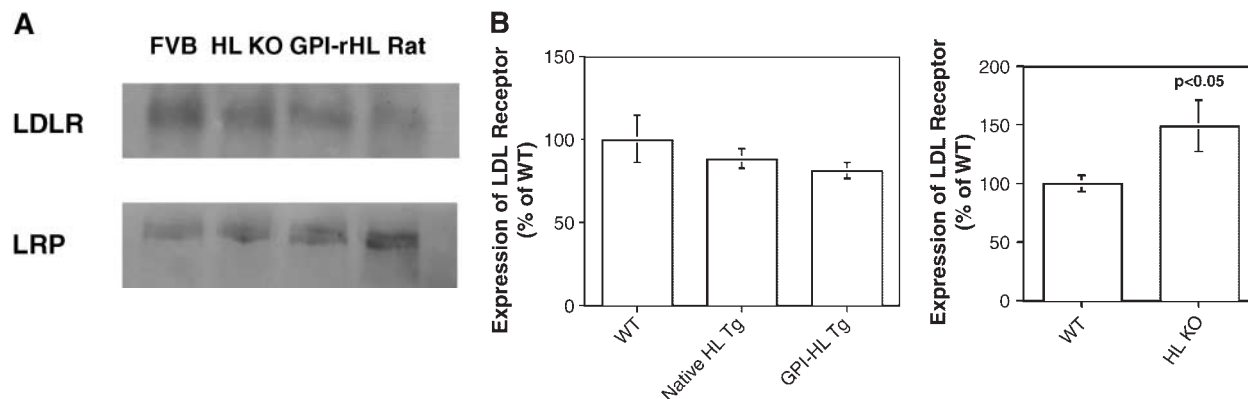 A
FVB HL KO GPI-rHL Rat
LDLR
LRP
B
Expression of LDL Receptor
(% of WT)
150
100
50
0
WT
Native HL Tg
GPI-HL Tg
Expression of LDL Receptor
(% of WT)
200
150
100
50
0
p<0.05
WT
HL KO